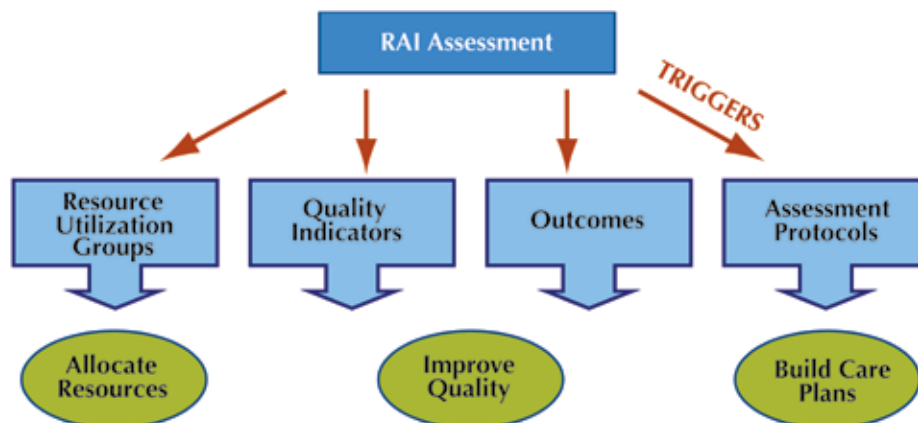 RAI Assessment
TRIGGERS
Resource
Utilization
Groups
Quality
Indicators
Outcomes
Assessment
Protocols
Allocate
Resources
Improve
Quality
Build Care
Plans